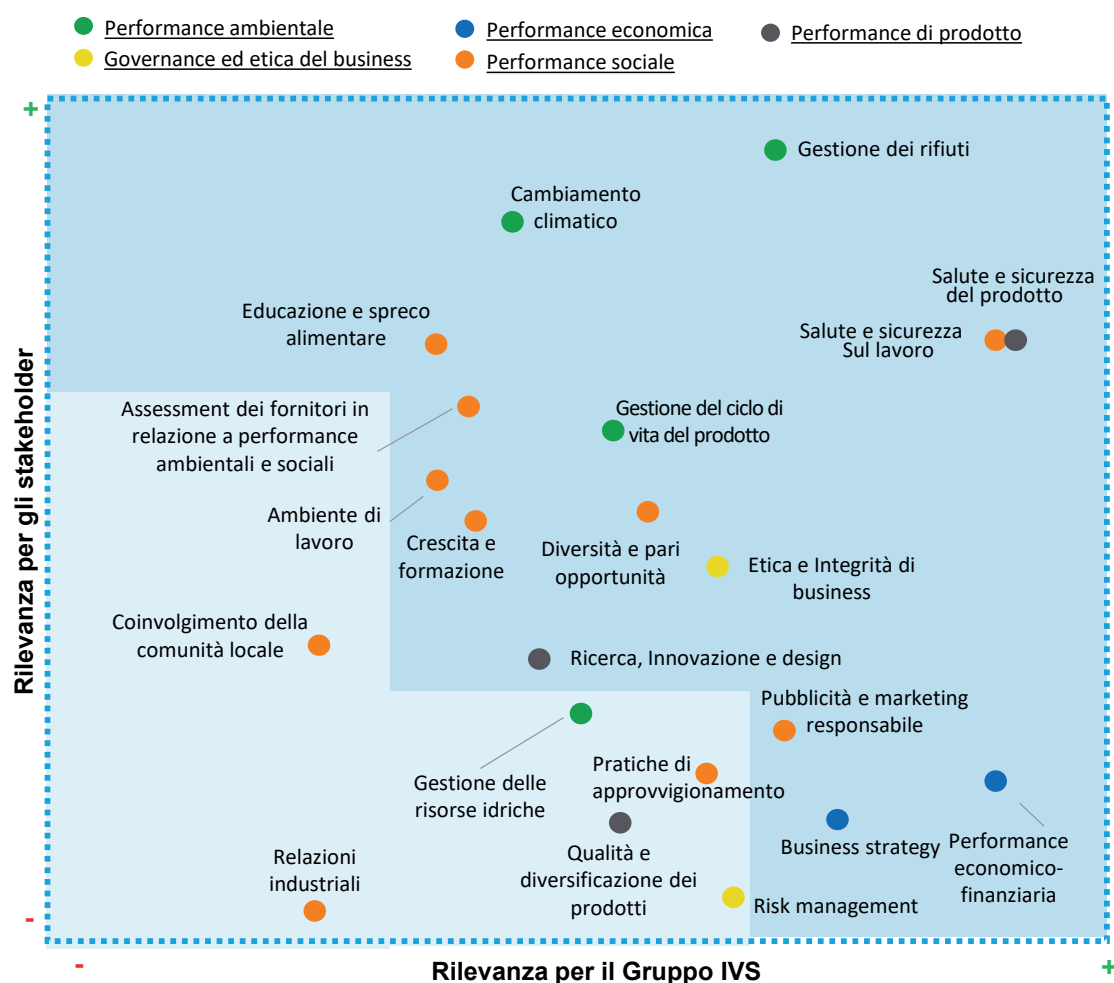 Performance ambientale
Performance economica
Performance di prodotto
Governance ed etica del business
Performance sociale
+
Gestione dei rifiuti
Cambiamento
climatico
Salute e sicurezza
del prodotto
Educazione e spreco
alimentare
Salute e sicurezza
Sul lavoro
Assessment dei fornitori in
relazione a performance
ambientali e sociali
Gestione del ciclo di
vita del prodotto
Ambiente di
lavoro
Crescita e
formazione
Diversità e pari
opportunità
Etica e Integrità di
business
Coinvolgimento della
comunità locale
Ricerca, Innovazione e design
Pubblicità e marketing
responsabile
Gestione delle
risorse idriche
Pratiche di
approvvigionamento
Business strategy
Performance
economico-
finanziaria
Relazioni
industriali
Qualità e
diversificazione dei
prodotti
Risk management
Rilevanza per gli stakeholder
-
-
Rilevanza per il Gruppo IVS
+